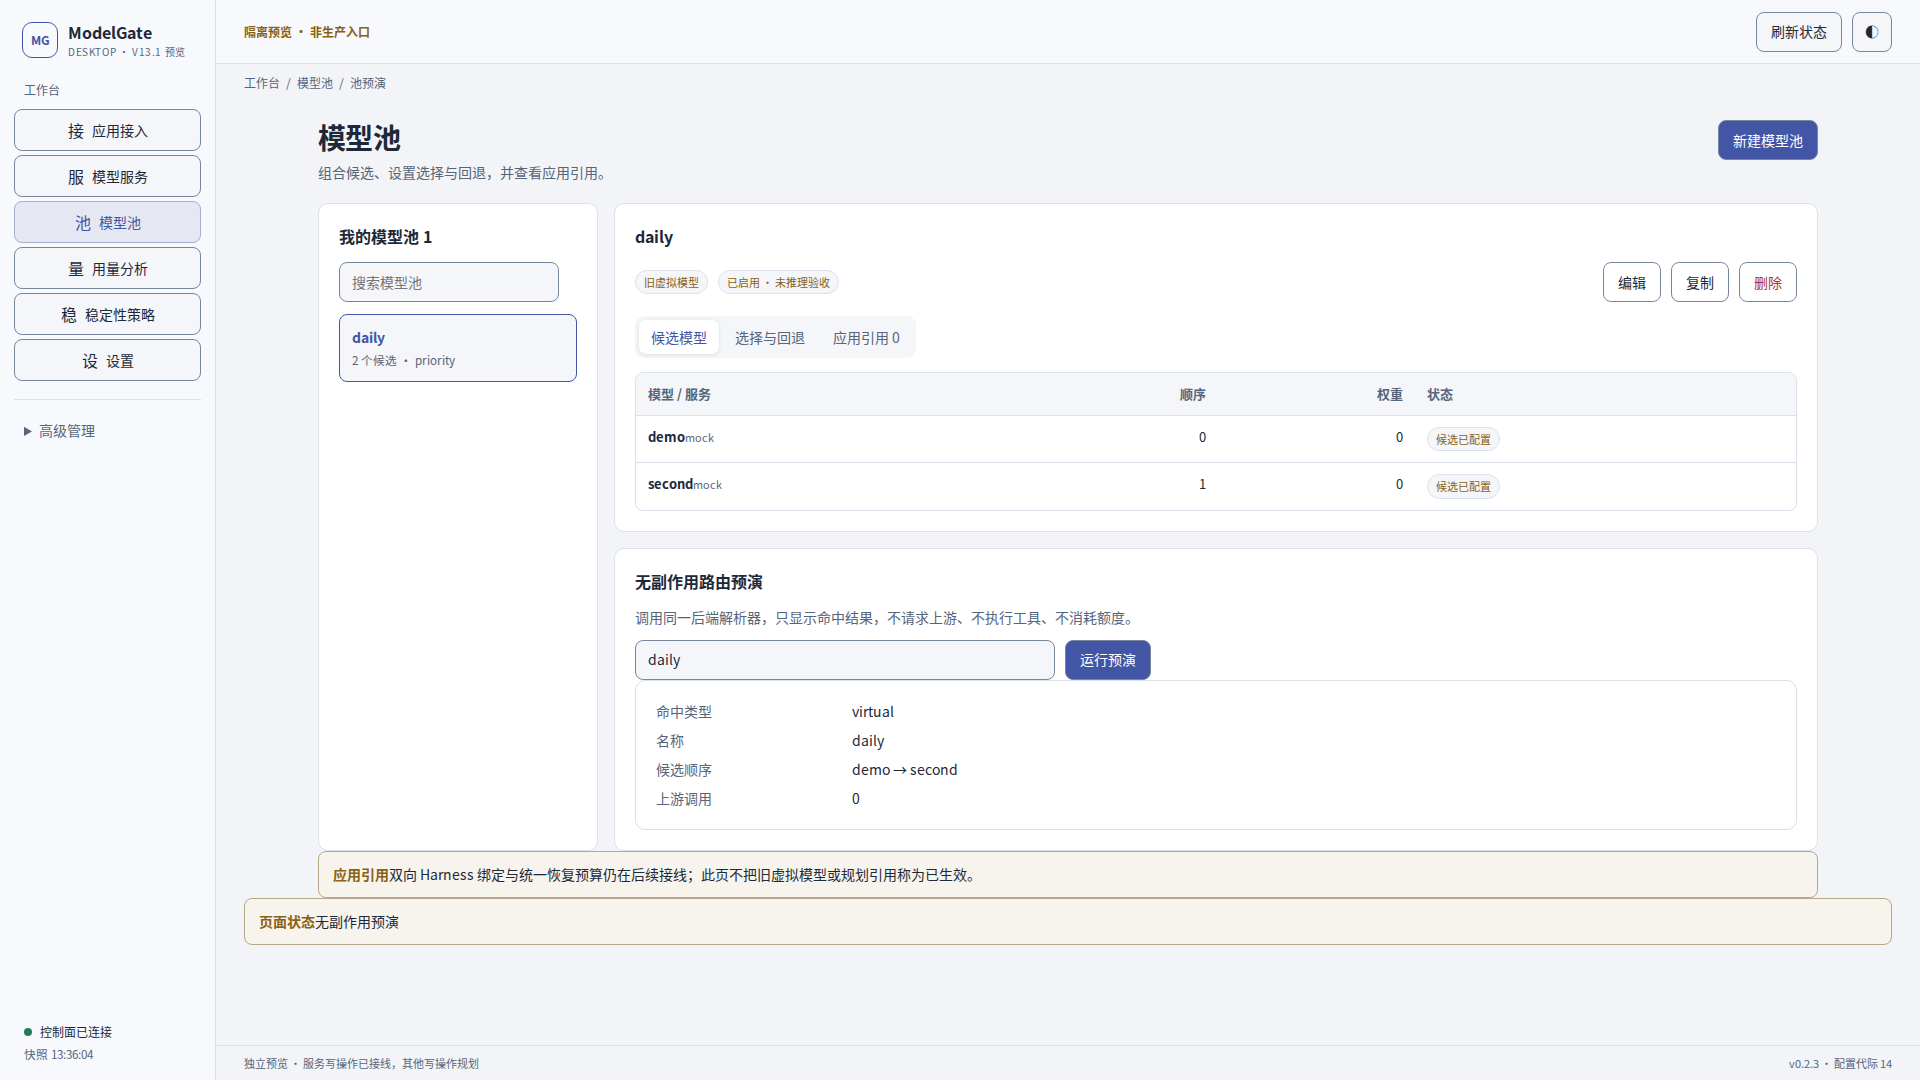 MG
ModelGate
DESKTOP · V13.1 预览
工作台
接 应用接入
服 模型服务
池 模型池
量 用量分析
稳 稳定性策略
设 设置
▶ 高级管理
控制面已连接
快照 13:36:04
隔离预览 · 非生产入口
刷新状态
工作台 / 模型池 / 池预演
模型池
组合候选、设置选择与回退，并查看应用引用。
新建模型池
我的模型池 1
搜索模型池
daily
2 个候选 · priority
daily
旧虚拟模型 已启用 · 未推理验收
编辑 复制 删除
候选模型 选择与回退 应用引用 0
模型 / 服务 顺序 权重 状态
demomock 0 0 候选已配置
secondmock 1 0 候选已配置
无副作用路由预演
调用同一后端解析器，只显示命中结果，不请求上游、不执行工具、不消耗额度。
daily 运行预演
命中类型 virtual
名称 daily
候选顺序 demo → second
上游调用 0
应用引用双向 Harness 绑定与统一恢复预算仍在后续接线；此页不把旧虚拟模型或规划引用称为已生效。
页面状态无副作用预演
独立预览 · 服务写操作已接线，其他写操作规划
v0.2.3 · 配置代际 14